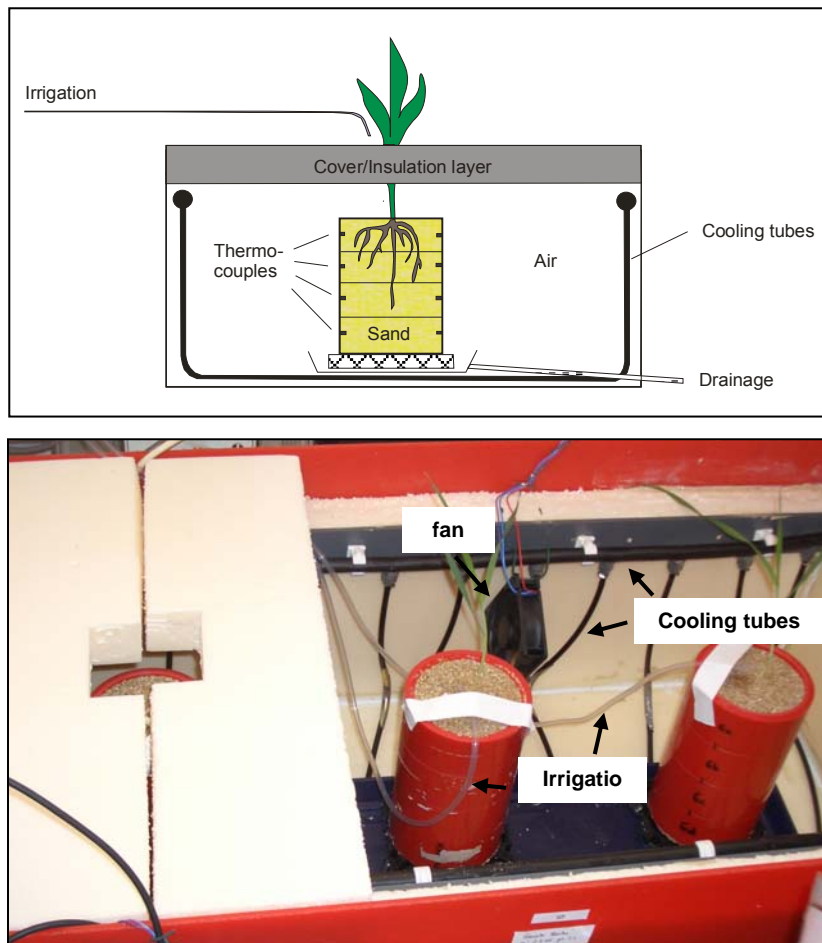 Irrigation
Cover/Insulation layer
Thermo-
couples
Cooling tubes
Air
Sand
Drainage
fan
Cooling tubes
Irrigatio